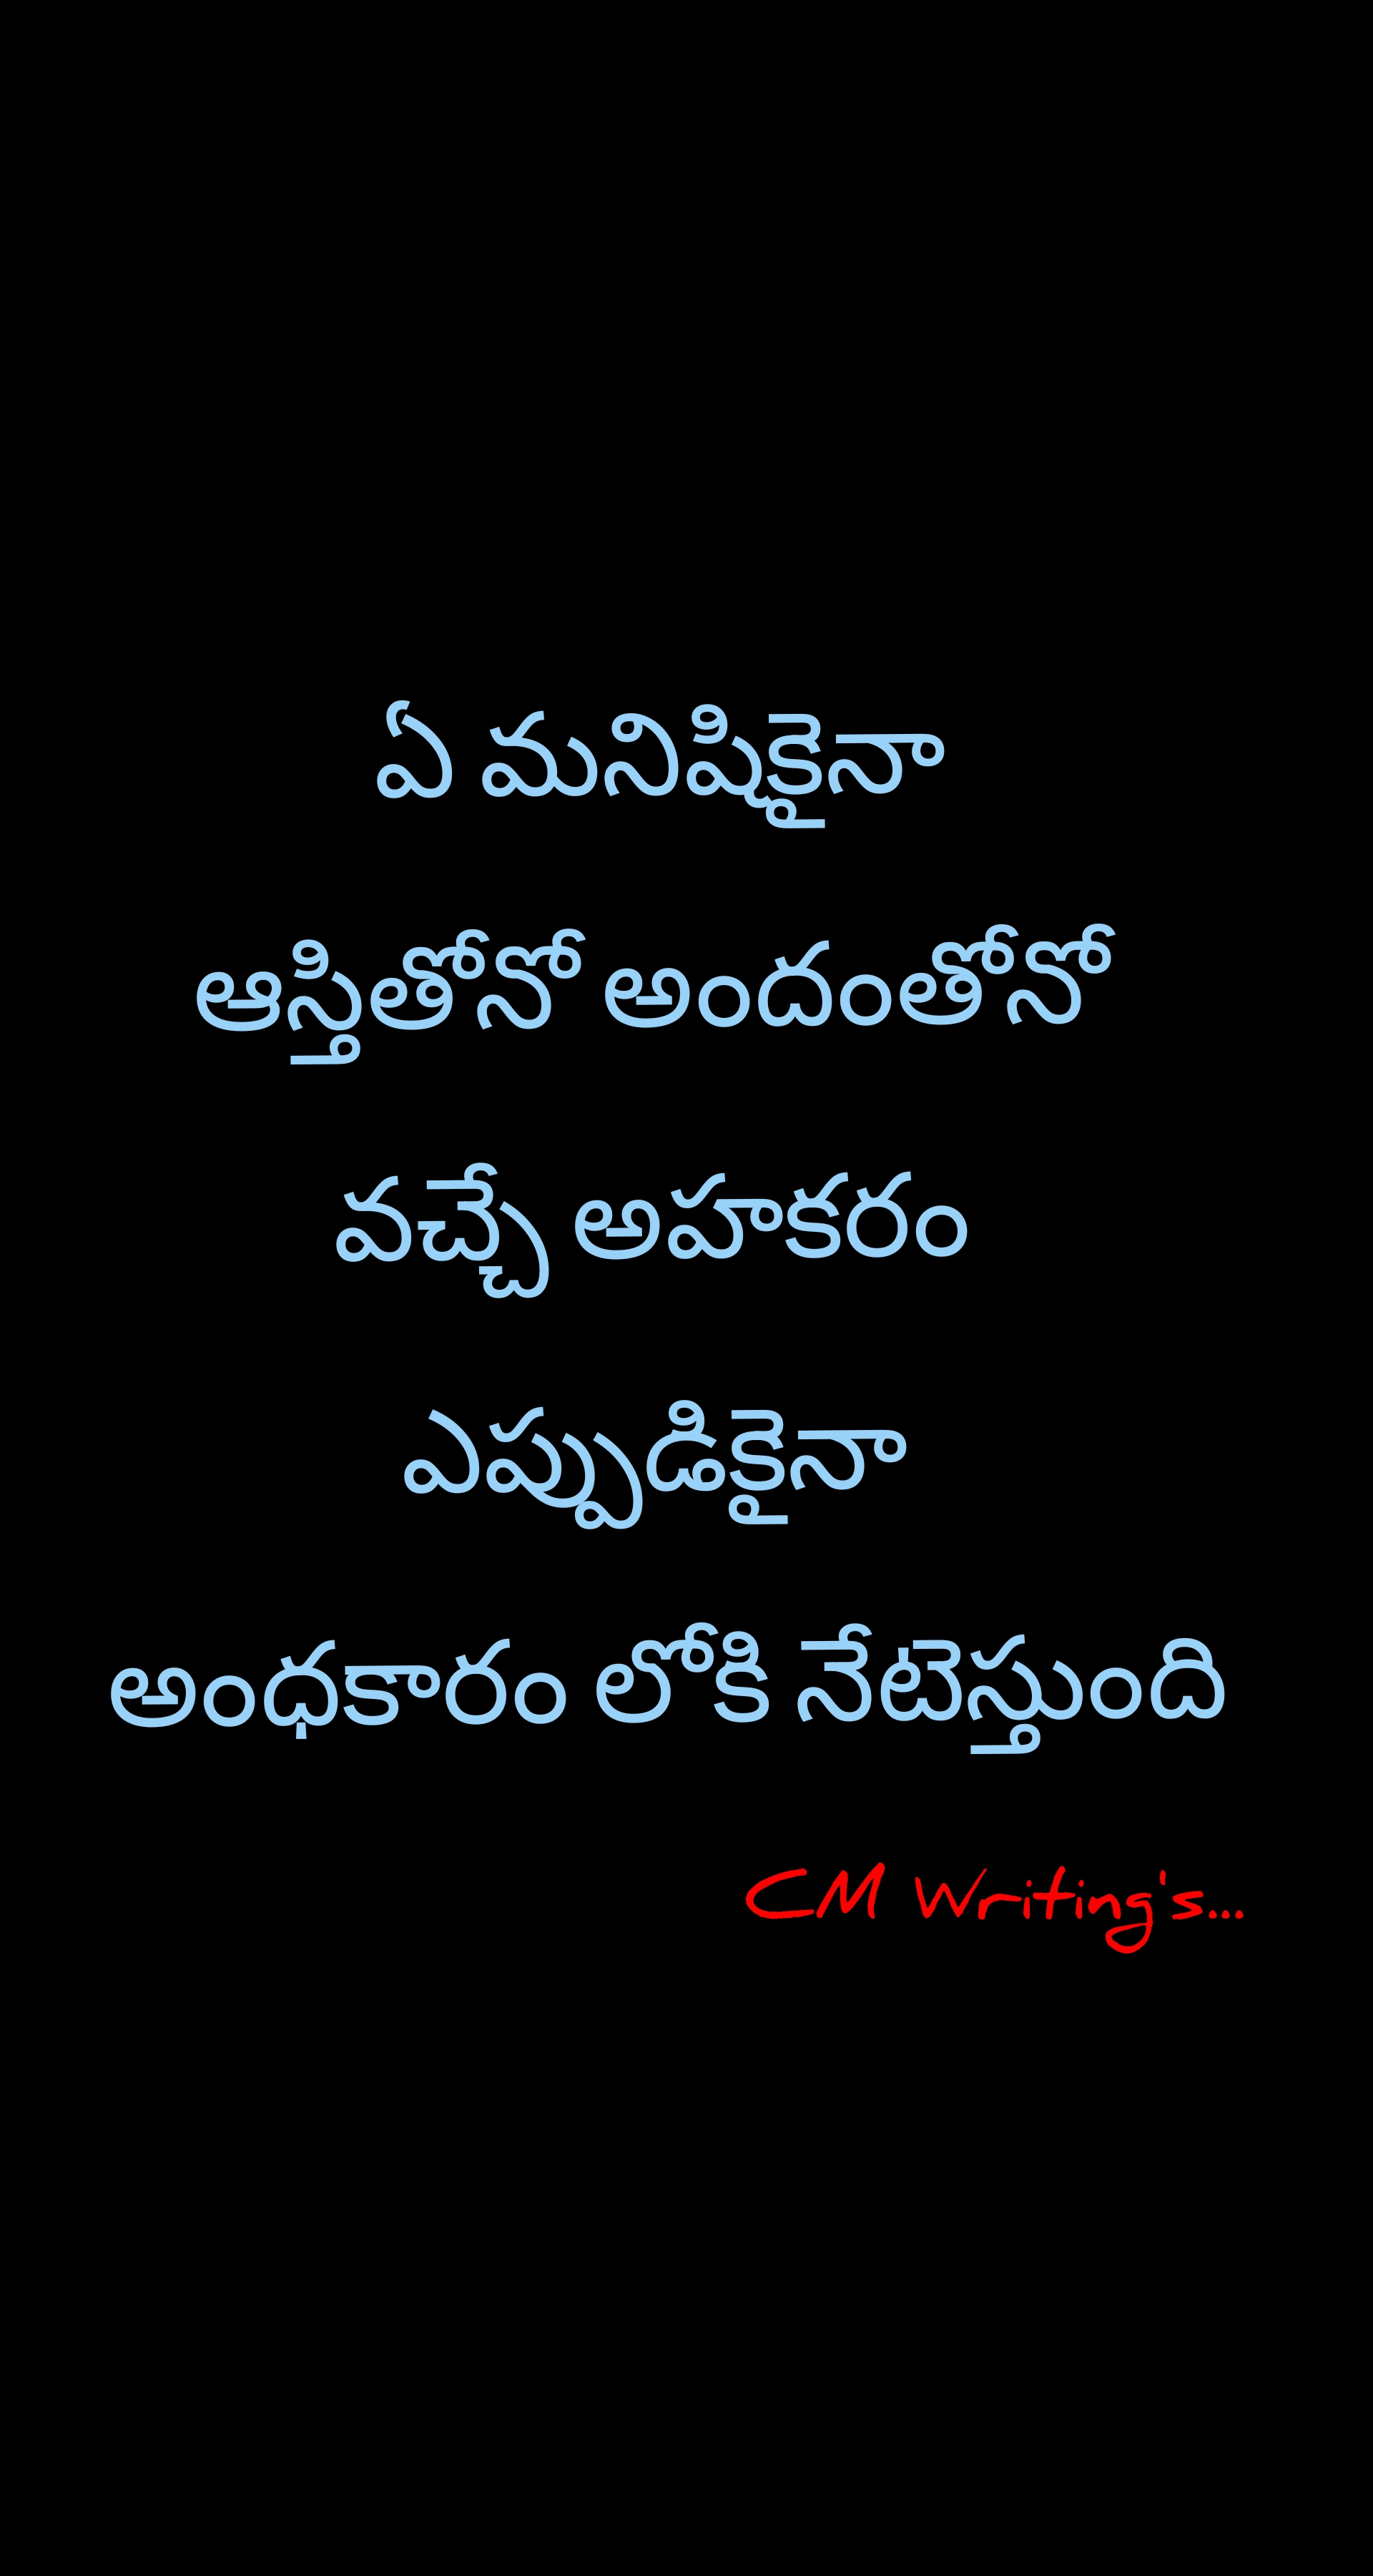 ఏ మనిషికైనా
ఆస్తితోనో అందంతోనో
వచ్చే అహకరం
ఎప్పుడికైనా
అంధకారం లోకి నేటెస్తుంది
CM Writing's...